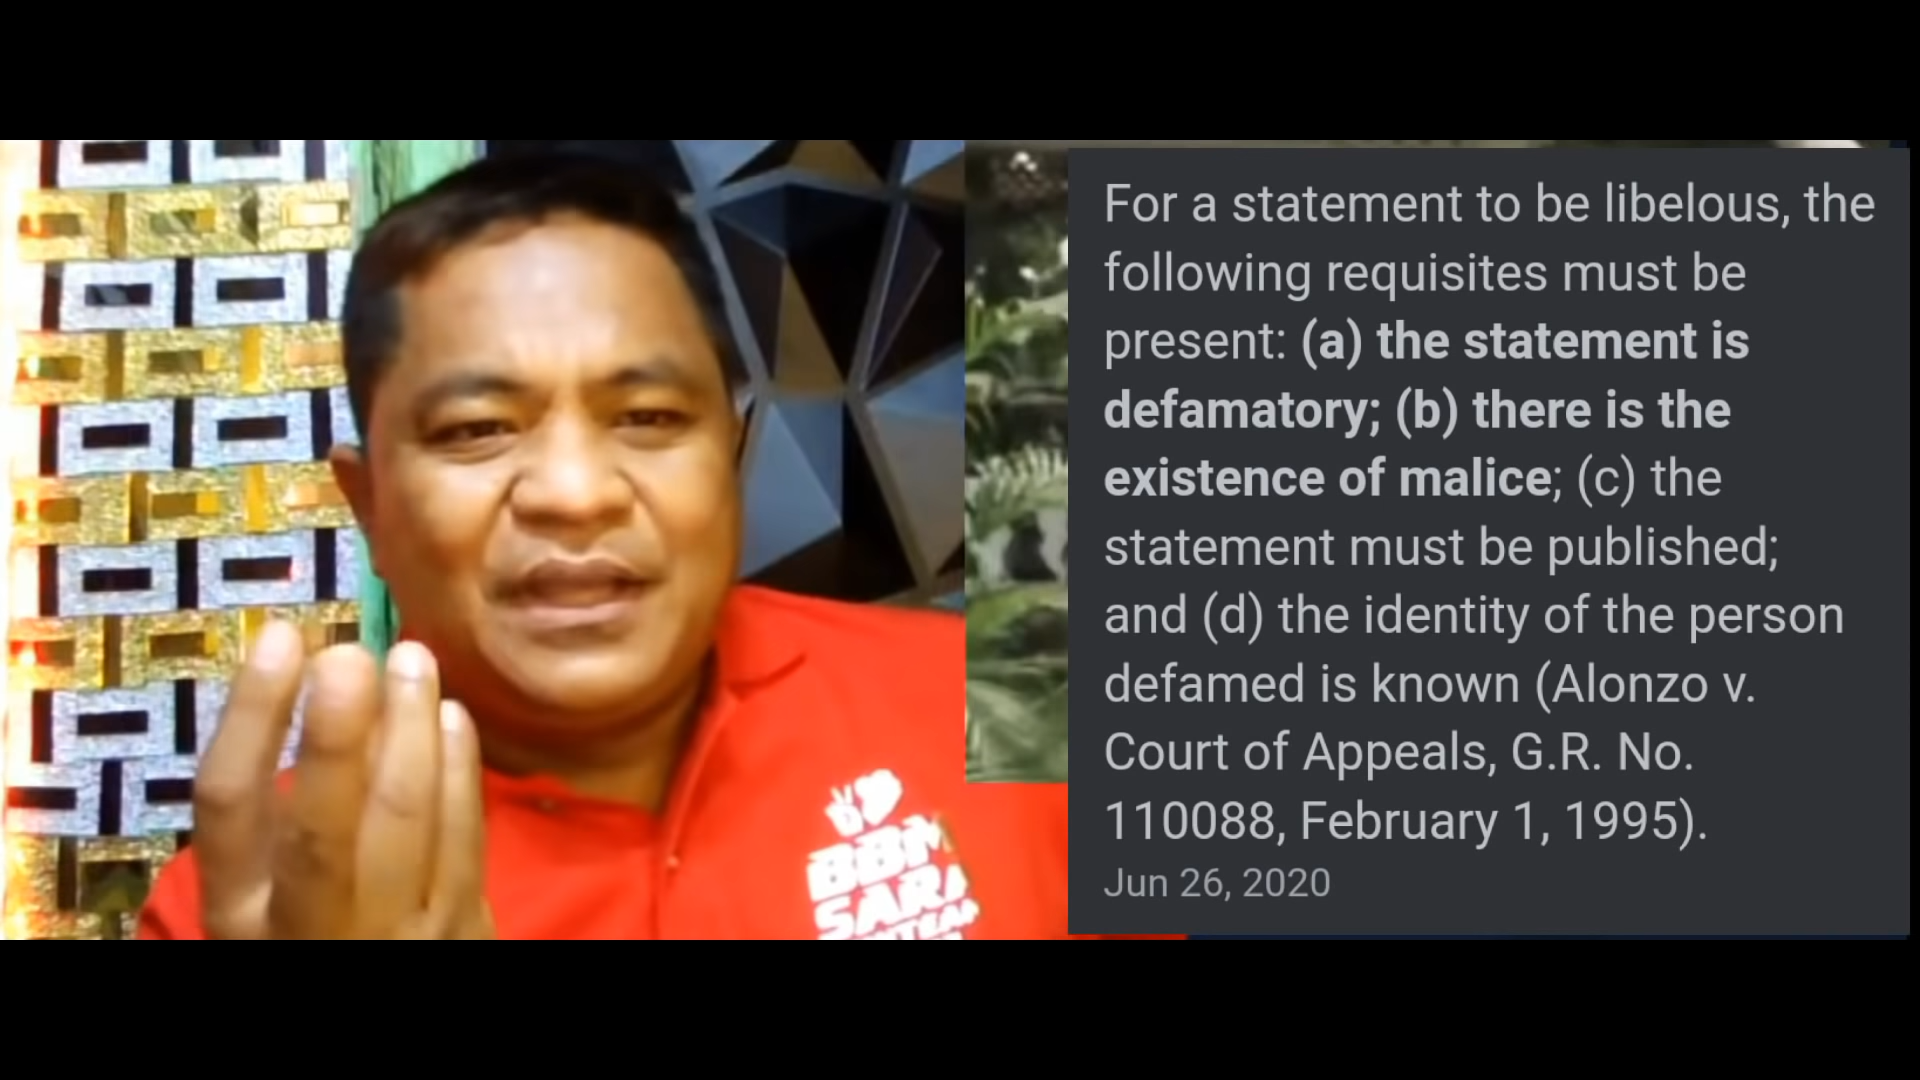 For a statement to be libelous, the
following requisites must be
present: (a) the statement is
defamatory; (b) there is the
existence of malice; (c) the
statement must be published;
and (d) the identity of the person
defamed is known (Alonzo v.
Court of Appeals, G.R. No.
110088, February 1, 1995).
Jun 26, 2020
BBM
SARA